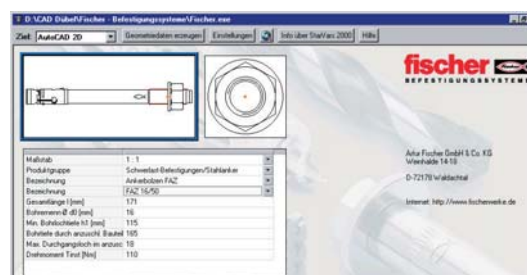 D:\CAD Dübel\Fischer - Befestigungssysteme\Fischer.exe
Ziel: AutoCAD 2D Geometriedaten erzeugen Einstellungen Info über StarVars 2000 Hilfe
fischer
BEFESTIGUNGSSYSTEME
Maßstab 1 : 1
Produktgruppe Schwerlast-Befestigungen/Stahlanker
Bezeichnung Ankerbolzen FAZ
Bezeichnung FAZ 16/50
Gesamtlänge l [mm] 171
Bohrernenn-Ø d0 [mm] 16
Min. Bohrlochtiefe h1 [mm] 115
Bohrtiefe durch anzuschl. Bauteil 165
Max. Durchgangsloch im anzusc 18
Drehmoment Tinst [Nm] 110
Artur Fischer GmbH & Co. KG
Weinhalde 14-18
D-72178 Waldachtal
Internet: http://www.fischerwerke.de